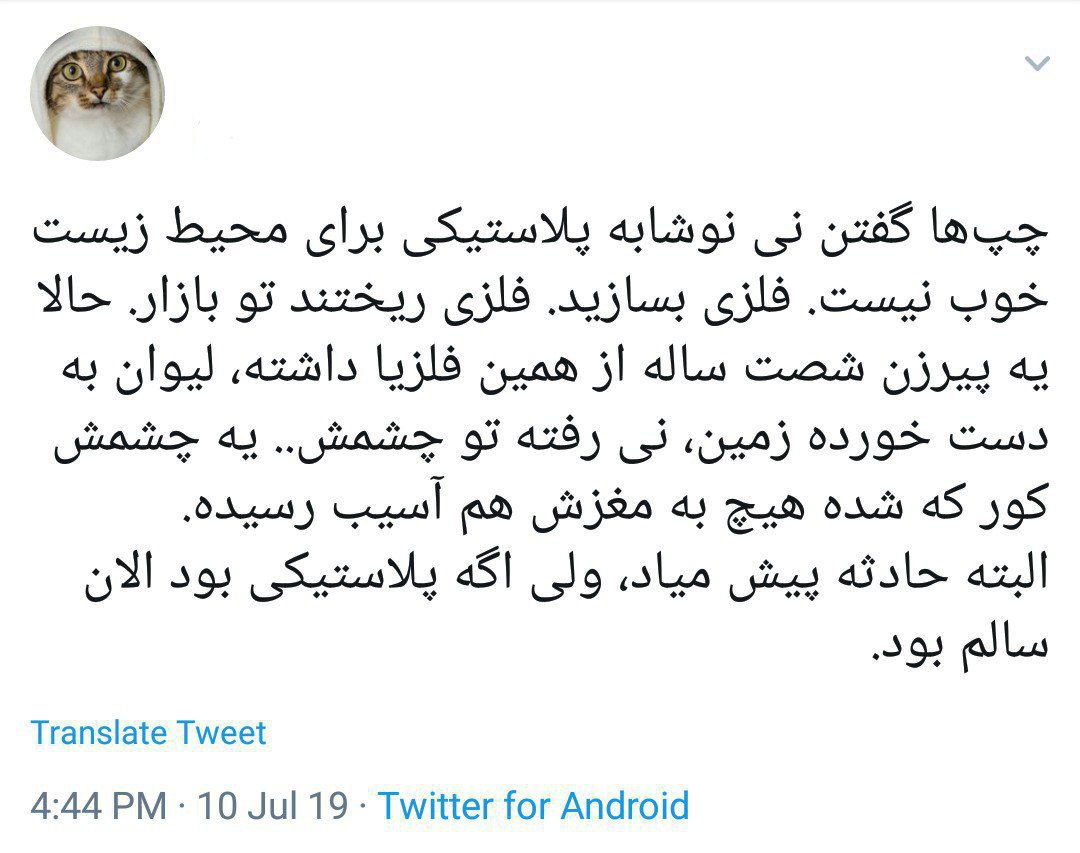 چپ‌ها گفتن نی نوشابه پلاستیکی برای محیط زیست
خوب نیست. فلزی بسازید. فلزی ریختند تو بازار. حالا
یه پیرزن شصت ساله از همین فلزیا داشته، لیوان به
دست خورده زمین، نی رفته تو چشمش.. یه چشمش
کور که شده هیچ به مغزش هم آسیب رسیده.
البته حادثه پیش میاد، ولی اگه پلاستیکی بود الان
سالم بود.
Translate Tweet
4:44 PM · 10 Jul 19 · Twitter for Android